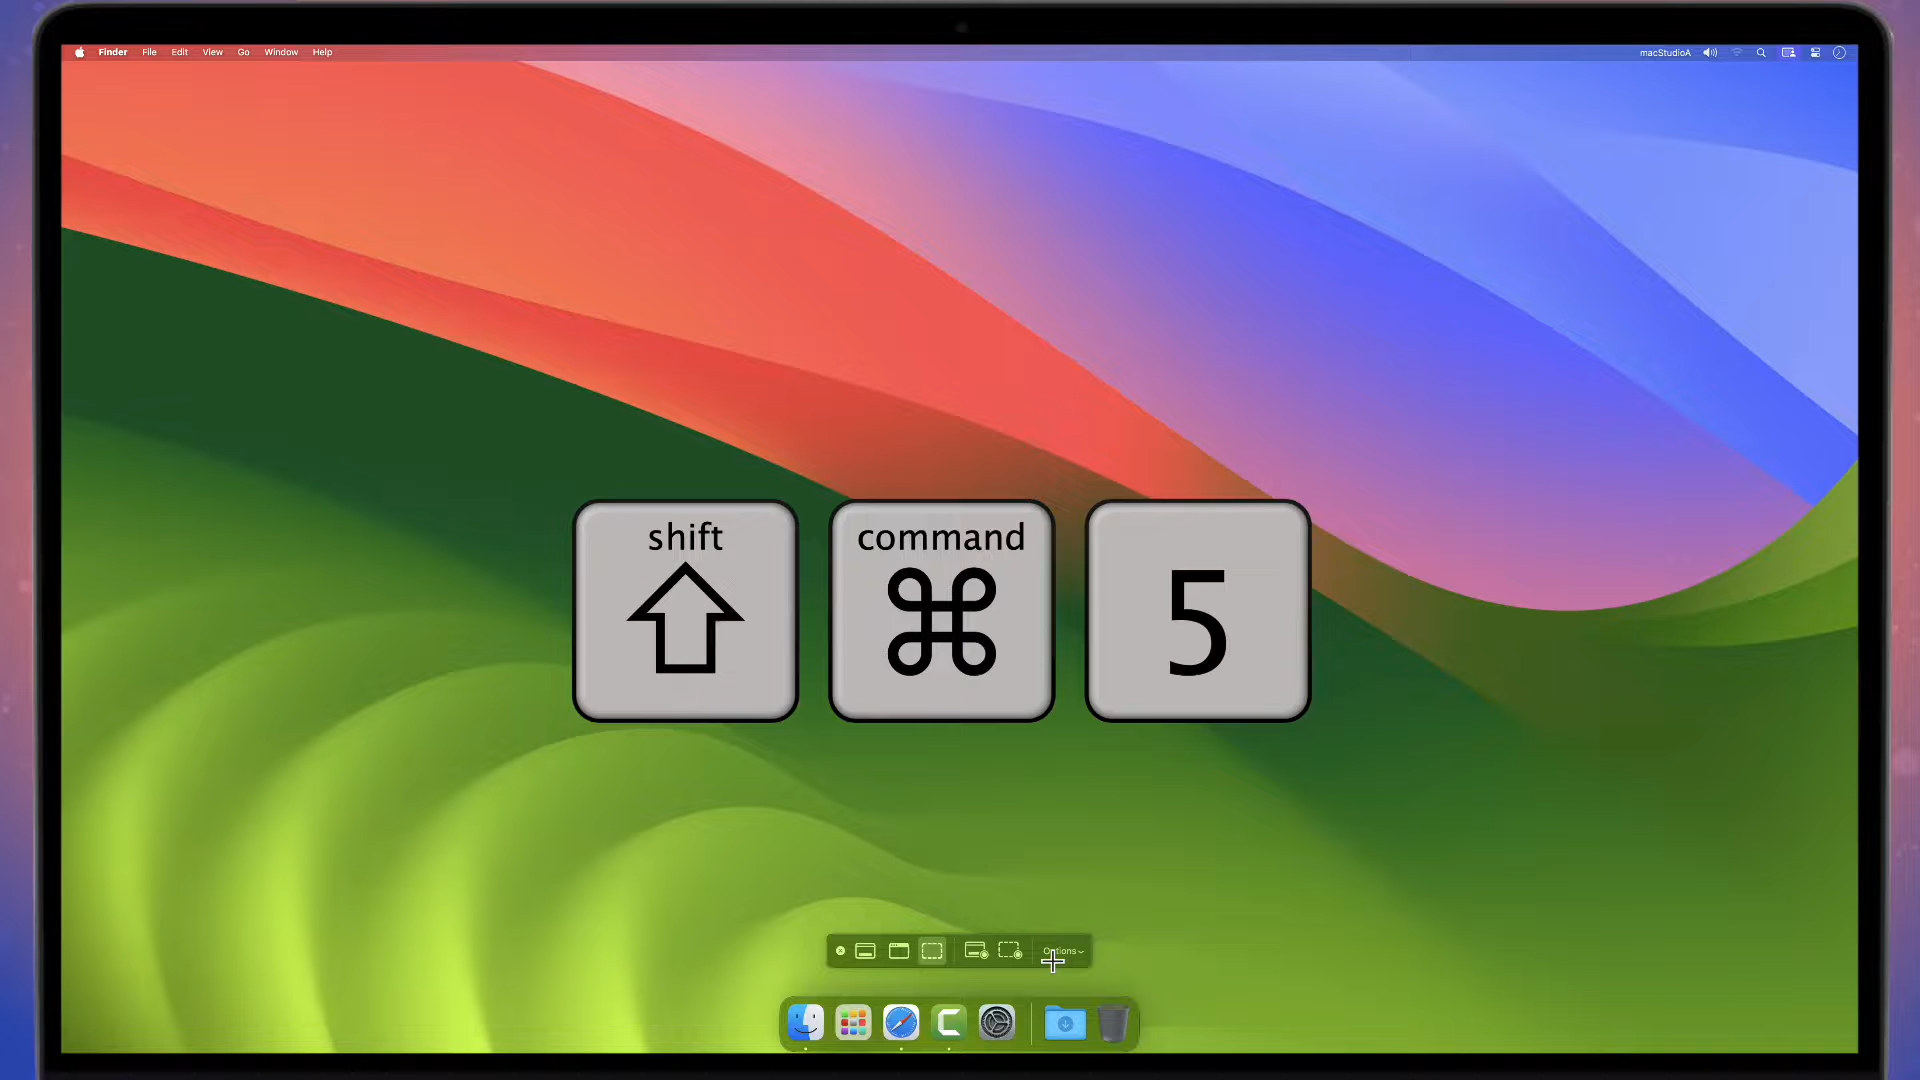 Finder File Edit View Go Window Help
macStudioA
shift
command
5
Options